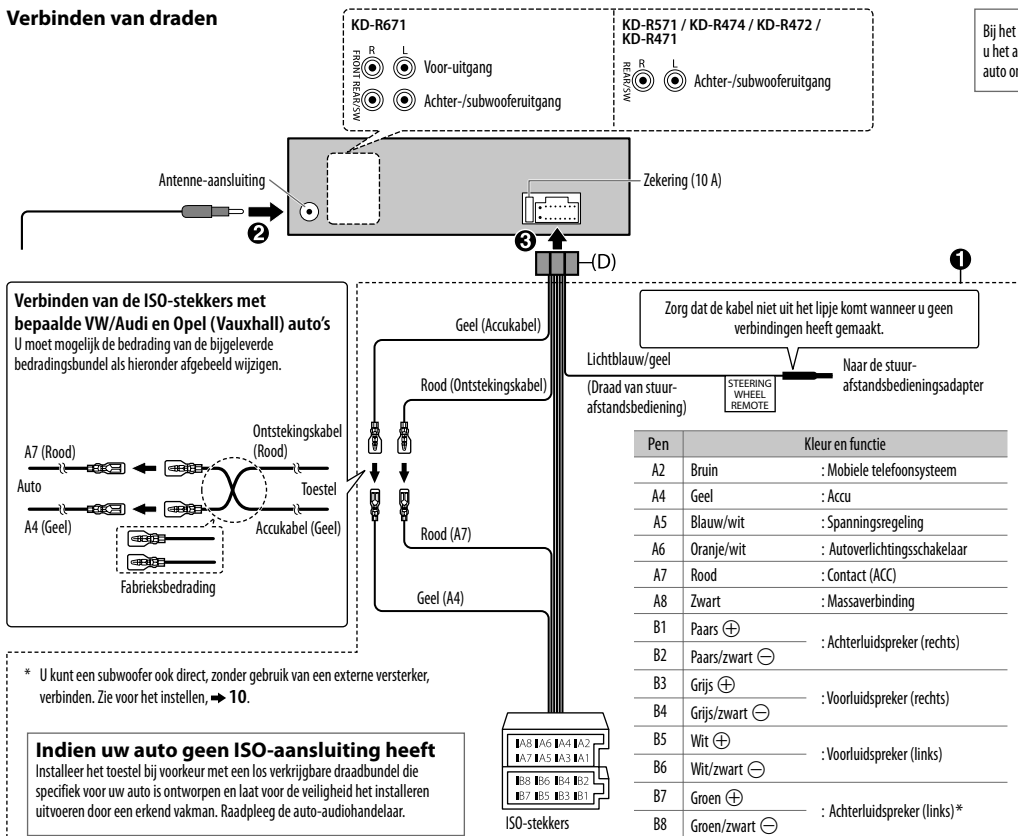 Verbinden van draden
KD-R671
R L
FRONT
Voor-uitgang
REAR/SW
Achter-/subwooferuitgang
KD-R571 / KD-R474 / KD-R472 /
KD-R471
R L
REAR/SW
Achter-/subwooferuitgang
Bij het
u het a
auto
Antenne-aansluiting
Zekering (10 A)
2
3
(D)
1
Verbinden van de ISO-stekkers met
bepaalde VW/Audi en Opel (Vauxhall) auto's
U moet mogelijk de bedrading van de bijgeleverde
bedradingsbundel als hieronder afgebeeld wijzigen.
A7 (Rood)
Ontstekingskabel
(Rood)
Auto
Toestel
A4 (Geel)
Accukabel (Geel)
Fabrieksbedrading
Geel (Accukabel)
Rood (Ontstekingskabel)
Rood (A7)
Geel (A4)
Zorg dat de kabel niet uit het lipje komt wanneer u geen
verbindingen heeft gemaakt.
Lichtblauw/geel
(Draad van stuur-
afstandsbediening)
STEERING
WHEEL
REMOTE
Naar de stuur-
afstandsbedieningsadapter
Pen Kleur en functie
A2 Bruin : Mobiele telefoonsysteem
A4 Geel : Accu
A5 Blauw/wit : Spanningsregeling
A6 Oranje/wit : Autoverlichtingsschakelaar
A7 Rood : Contact (ACC)
A8 Zwart : Massaverbinding
B1 Paars ⊕ : Achterluidspreker (rechts)
B2 Paars/zwart ⊖
B3 Grijs ⊕ : Voorluidspreker (rechts)
B4 Grijs/zwart ⊖
B5 Wit ⊕ : Voorluidspreker (links)
B6 Wit/zwart ⊖
B7 Groen ⊕ : Achterluidspreker (links)*
B8 Groen/zwart ⊖
* U kunt een subwoofer ook direct, zonder gebruik van een externe versterker,
verbinden. Zie voor het instellen, ➡ 10.
Indien uw auto geen ISO-aansluiting heeft
Installeer het toestel bij voorkeur met een los verkrijgbare draadbundel die
specifiek voor uw auto is ontworpen en laat voor de veiligheid het installeren
uitvoeren door een erkend vakman. Raadpleeg de auto-audiohandelaar.
A8 A6 A4 A2
A7 A5 A3 A1
B8 B6 B4 B2
B7 B5 B3 B1
ISO-stekkers